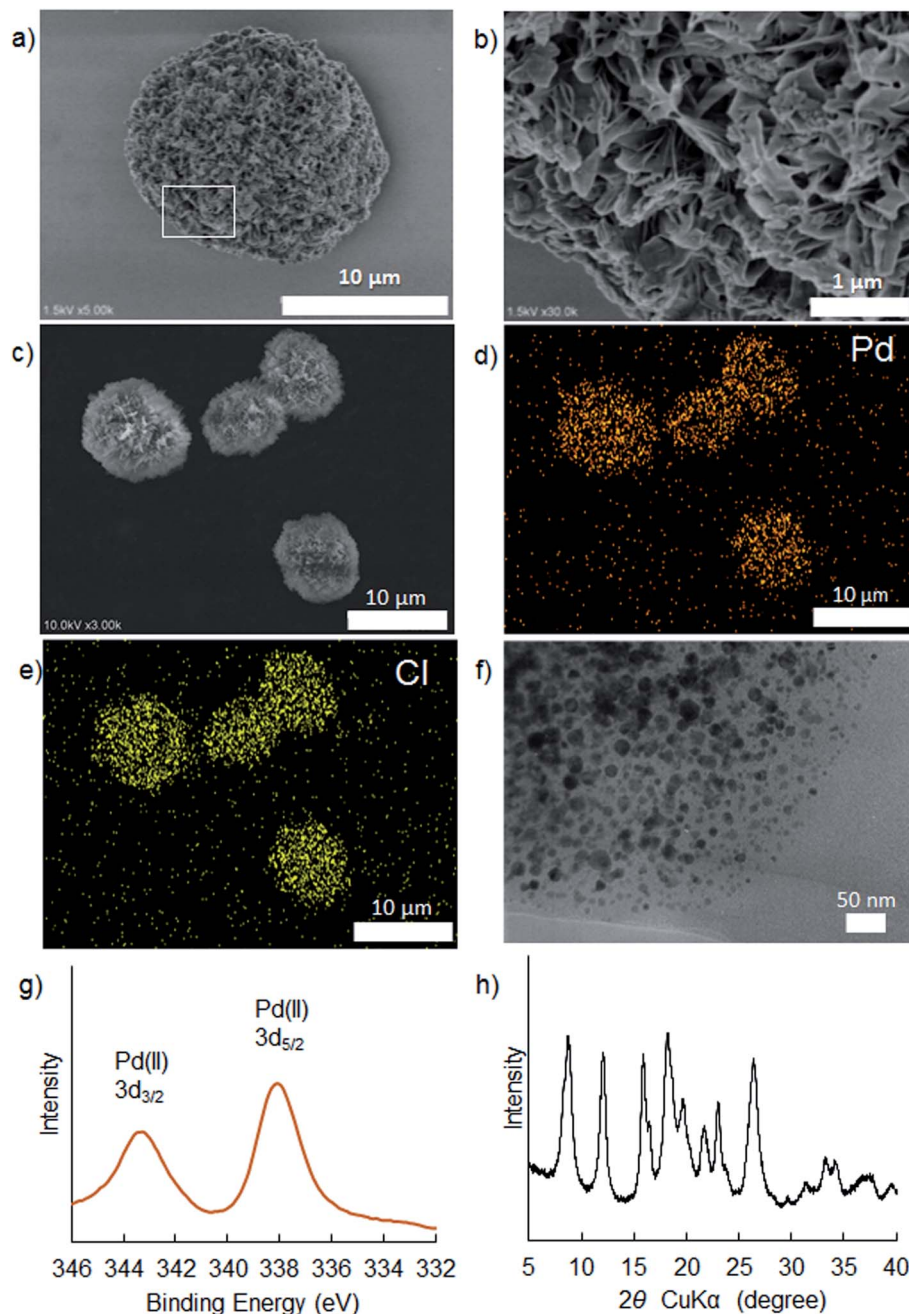 a)
10 μm
1.5kV x5.00k
b)
1 μm
1.5kV x30.0k
c)
10 μm
10.0kV x3.00k
d)
Pd
10 μm
e)
Cl
10 μm
f)
50 nm
g)
Pd(II)
3d3/2
Pd(II)
3d5/2
Intensity
346 344 342 340 338 336 334 332
Binding Energy (eV)
h)
Intensity
5 10 15 20 25 30 35 40
2θ CuKα (degree)